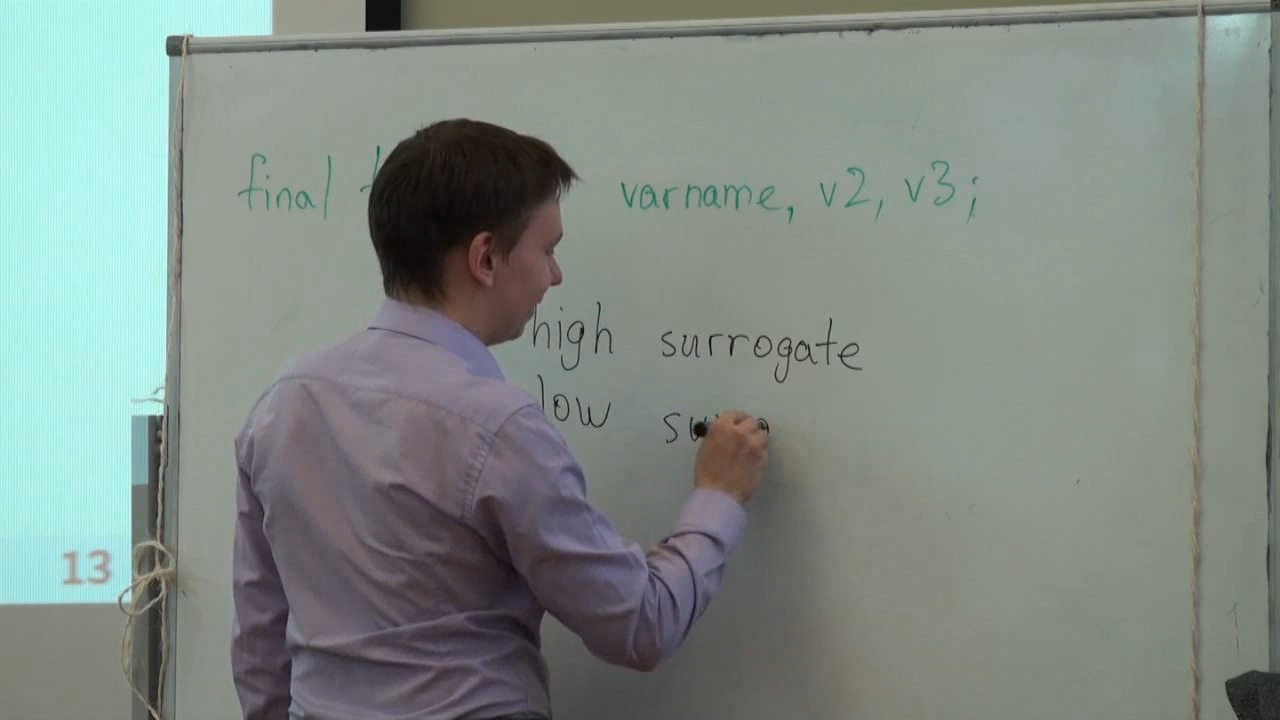 final varname, v2, v3;
high surrogate
low
13